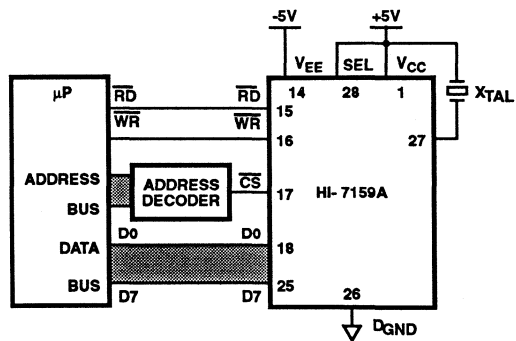 -5V +5V
VEE SEL VCC
μP
RD RD
14 28 1
XTAL
15
WR WR
16 27
ADDRESS
BUS
ADDRESS
DECODER
CS
17
HI-7159A
D0 D0
DATA
18
BUS
25
D7 D7
26
DGND